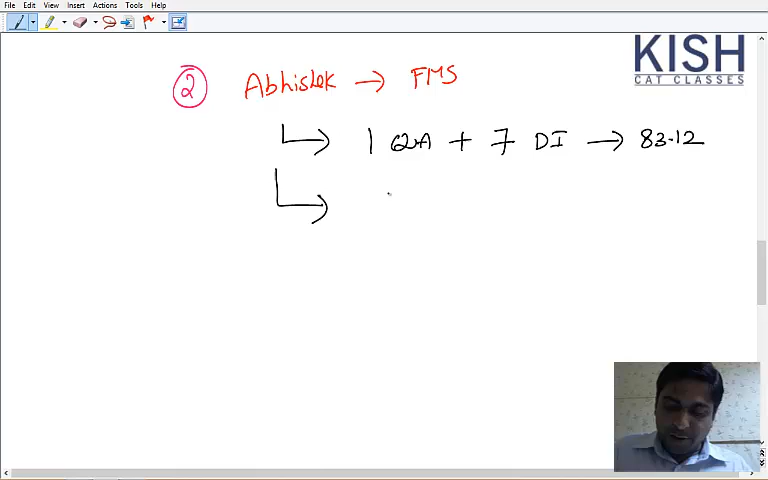 File Edit View Insert Actions Tools Help
KISH
CAT CLASSES
2 Abhishek → FMS
1 QA + 7 DI → 83.12